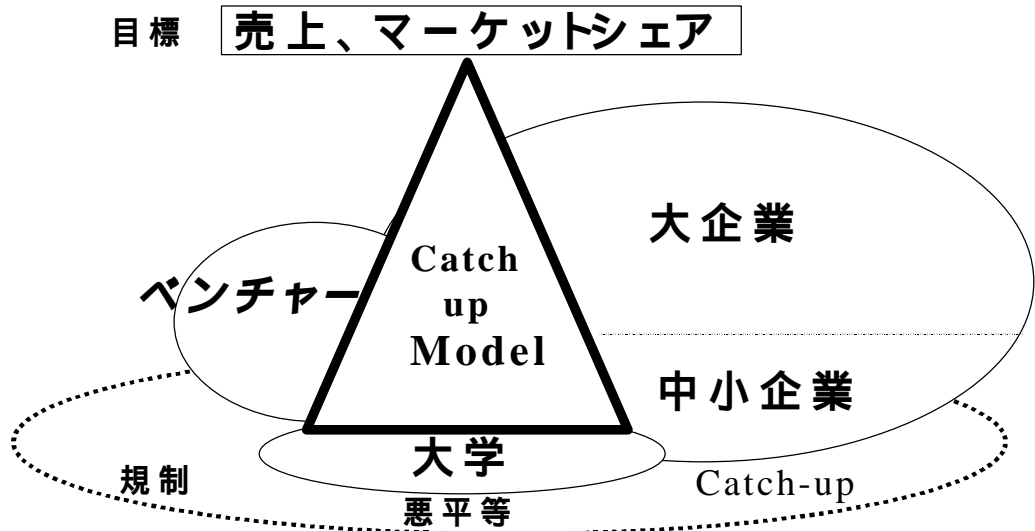 目標 売上、マーケットシェア
大企業
Catch
up
Model
ベンチャー
中小企業
大学
規制
Catch-up
悪平等